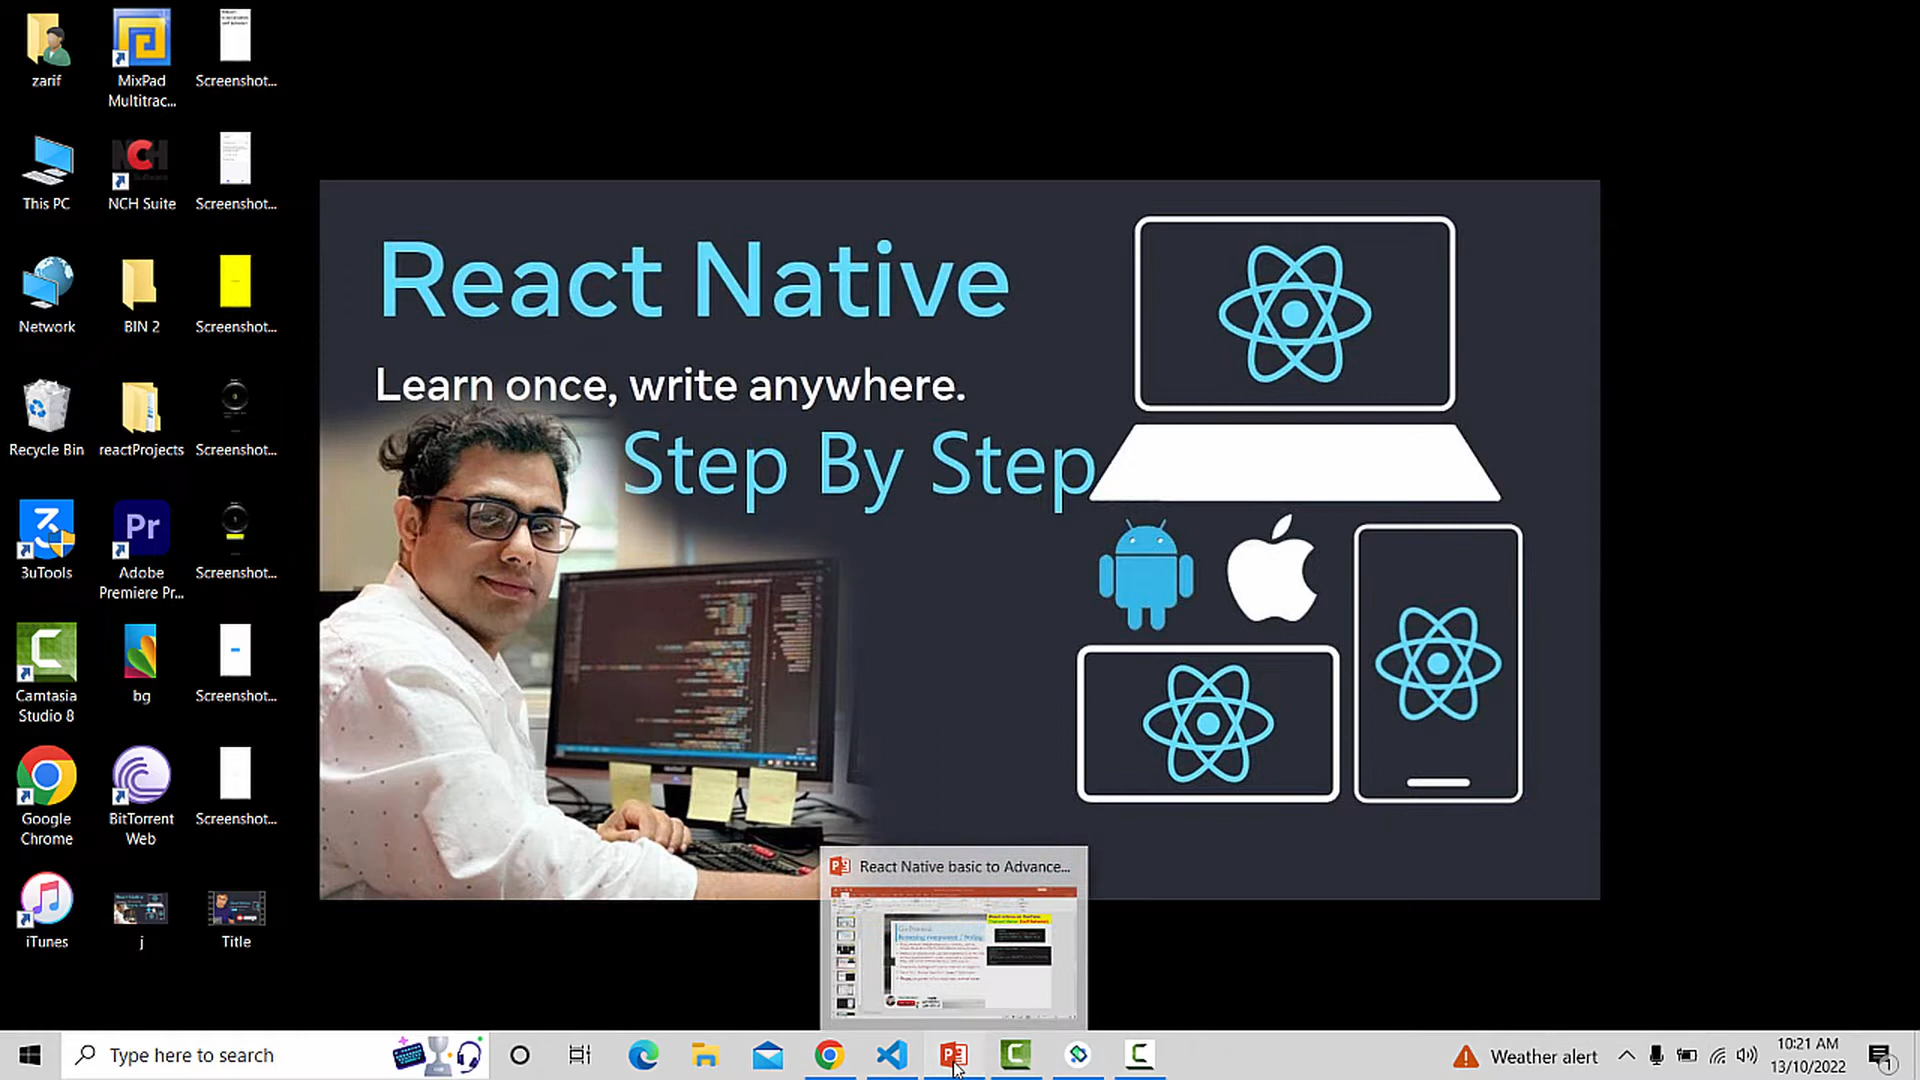 zarif
MixPad
Multitrac...
Screenshot...
This PC
NCH
NCH Suite
Screenshot...
Network
BIN 2
Screenshot...
Recycle Bin
reactProjects
Screenshot...
3uTools
Pr
Adobe
Premiere Pr...
Screenshot...
Camtasia
Studio 8
bg
Screenshot...
Google
Chrome
BitTorrent
Web
Screenshot...
iTunes
j
Title
React Native
Learn once, write anywhere.
Step By Step
React Native basic to Advance...
Type here to search
Weather alert
10:21 AM
13/10/2022
1